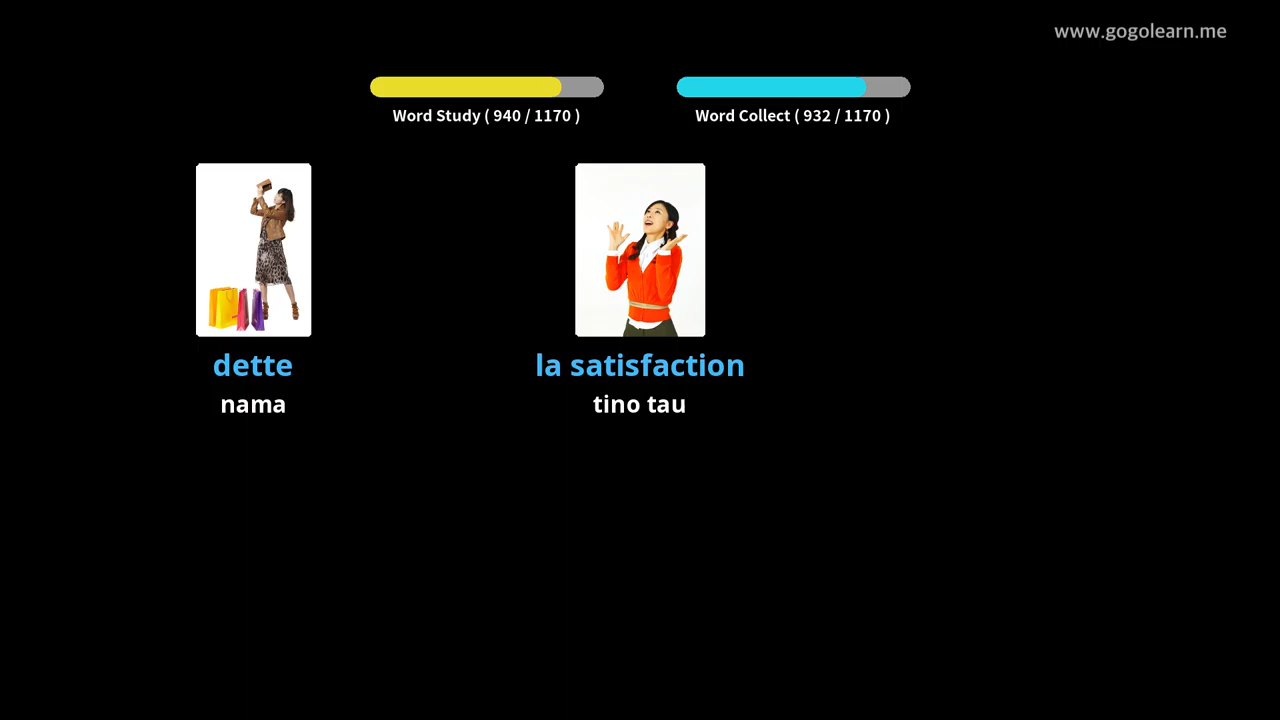 www.gogolearn.me
Word Study ( 940 / 1170 )
Word Collect ( 932 / 1170 )
dette
nama
la satisfaction
tino tau